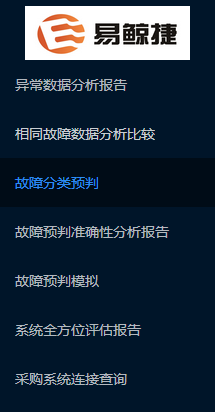 易鲸捷
异常数据分析报告
相同故障数据分析比较
故障分类预判
故障预判准确性分析报告
故障预判模拟
系统全方位评估报告
采购系统连接查询